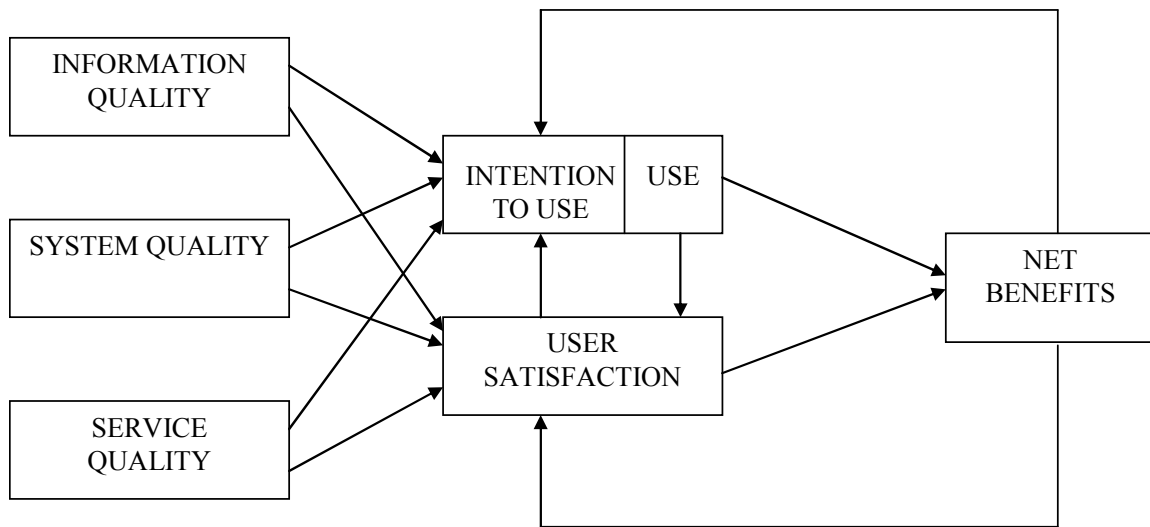 INFORMATION
QUALITY
INTENTION
TO USE
USE
SYSTEM QUALITY
NET
BENEFITS
USER
SATISFACTION
SERVICE
QUALITY